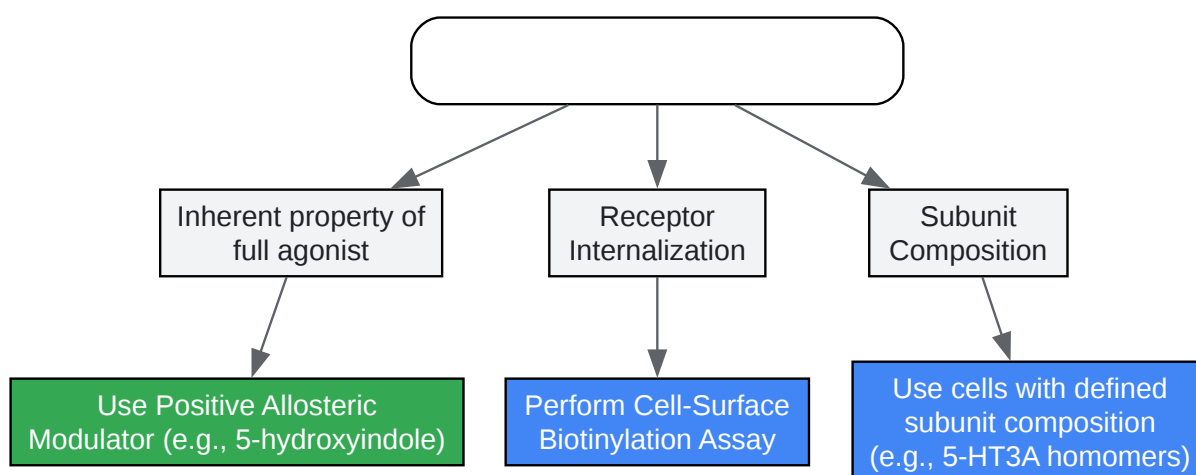 Inherent property of
full agonist
Receptor
Internalization
Subunit
Composition
Use Positive Allosteric
Modulator (e.g., 5-hydroxyindole)
Perform Cell-Surface
Biotinylation Assay
Use cells with defined
subunit composition
(e.g., 5-HT3A homomers)